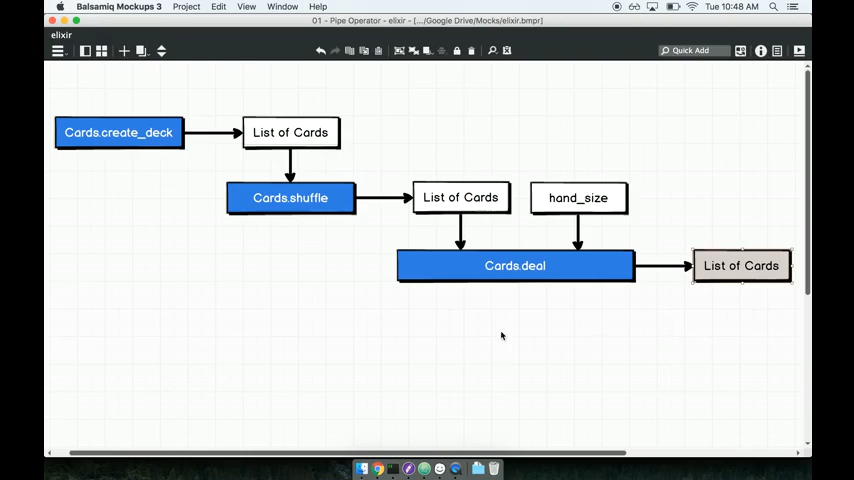 Balsamiq Mockups 3 Project Edit View Window Help Tue 10:48 AM
01 - Pipe Operator - elixir - [.../Google Drive/Mocks/elixir.bmpr]
elixir
Quick Add
Cards.create_deck List of Cards
Cards.shuffle List of Cards hand_size
Cards.deal List of Cards